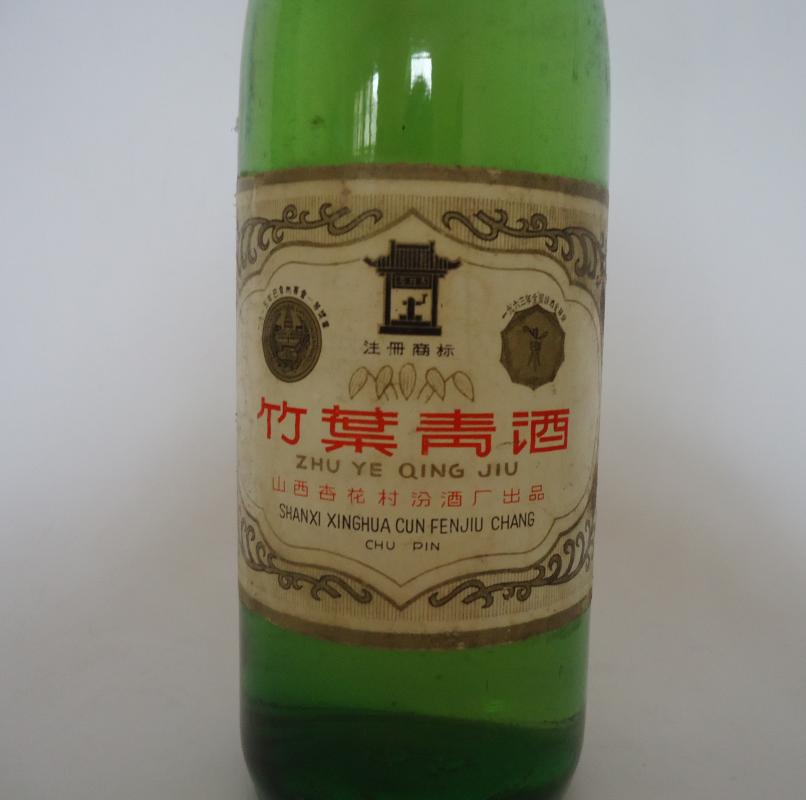 注册商标
竹葉青酒
ZHU YE QING JIU
山西杏花村汾酒厂出品
SHANXI XINGHUA CUN FENJIU CHANG
CHU PIN